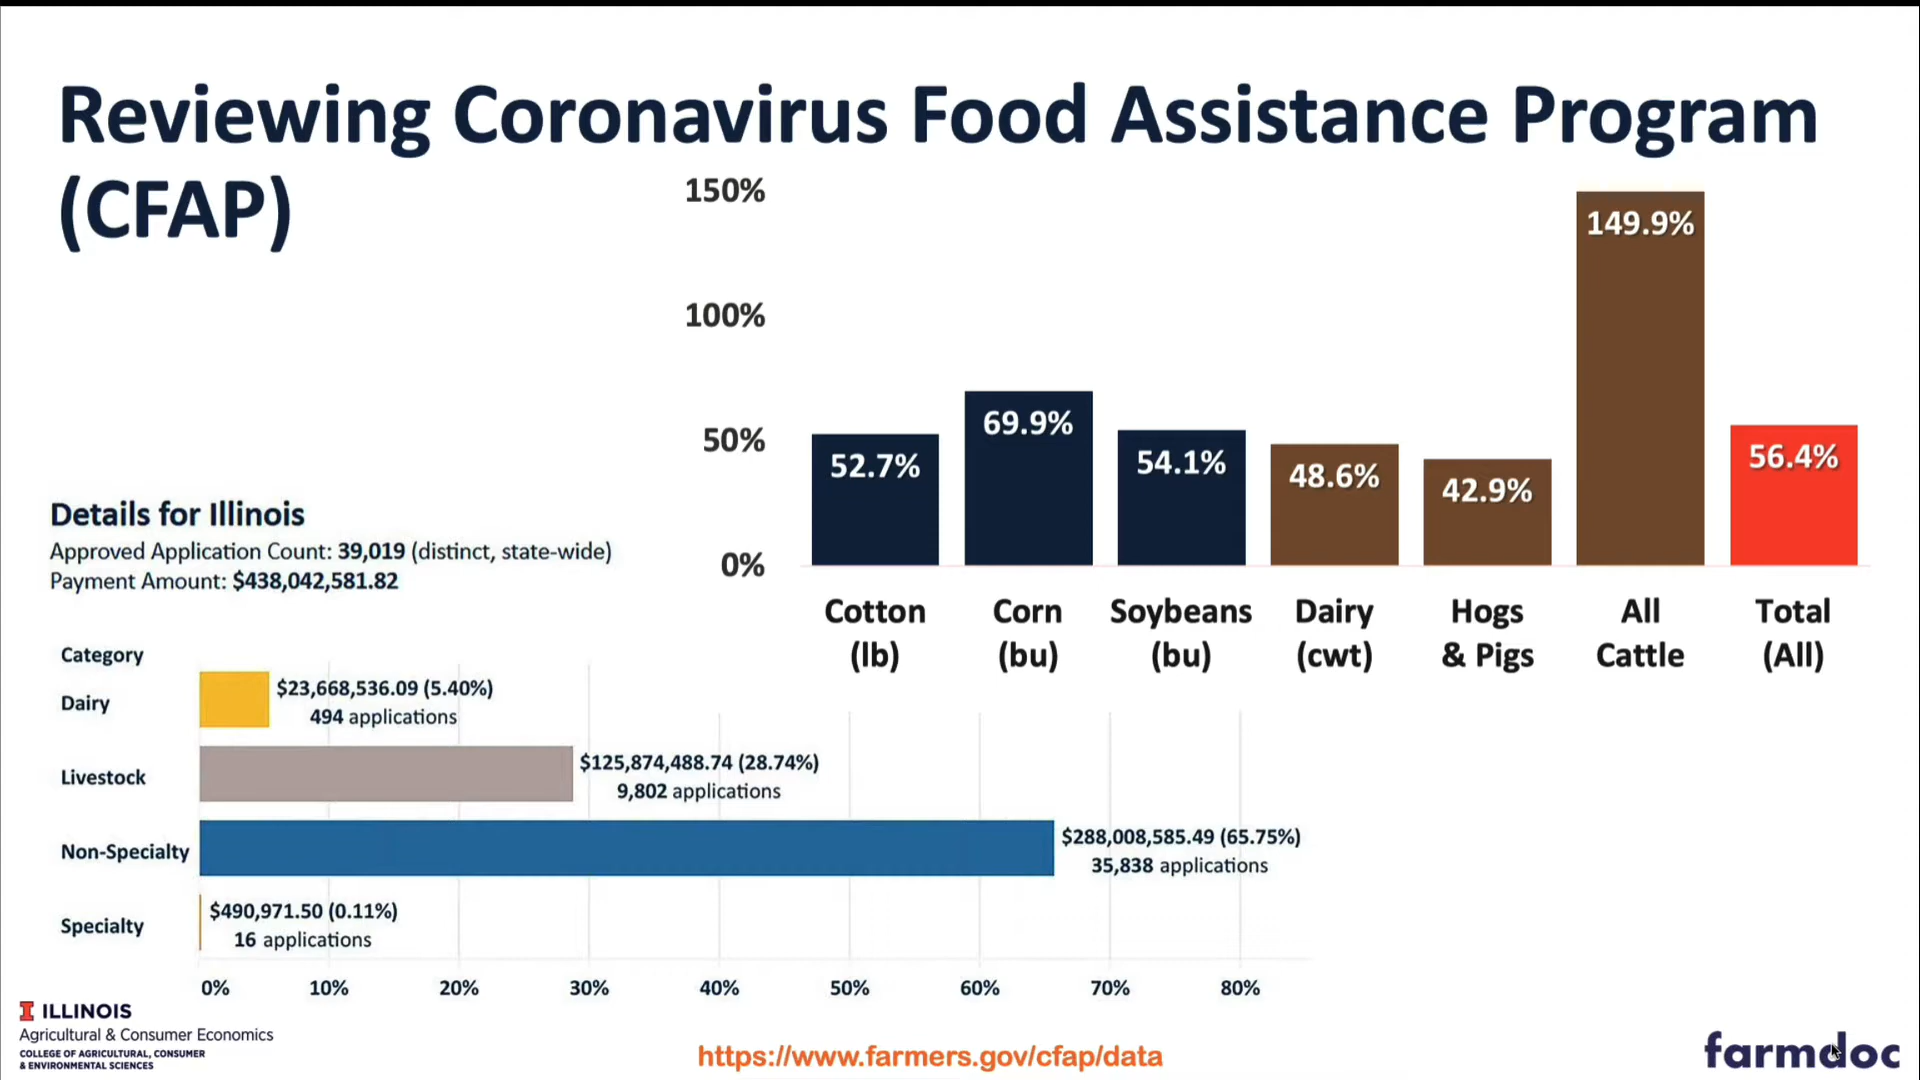 Reviewing Coronavirus Food Assistance Program
(CFAP)
150%
100%
50%
0%
52.7%
69.9%
54.1%
48.6%
42.9%
149.9%
56.4%
Cotton
(lb)
Corn
(bu)
Soybeans
(bu)
Dairy
(cwt)
Hogs
& Pigs
All
Cattle
Total
(All)
Details for Illinois
Approved Application Count: 39,019 (distinct, state-wide)
Payment Amount: $438,042,581.82
Category
Dairy
$23,668,536.09 (5.40%)
494 applications
Livestock
$125,874,488.74 (28.74%)
9,802 applications
Non-Specialty
$288,008,585.49 (65.75%)
35,838 applications
Specialty
$490,971.50 (0.11%)
16 applications
0% 10% 20% 30% 40% 50% 60% 70% 80%
I ILLINOIS
Agricultural & Consumer Economics
COLLEGE OF AGRICULTURAL, CONSUMER
& ENVIRONMENTAL SCIENCES
https://www.farmers.gov/cfap/data
farmdoc